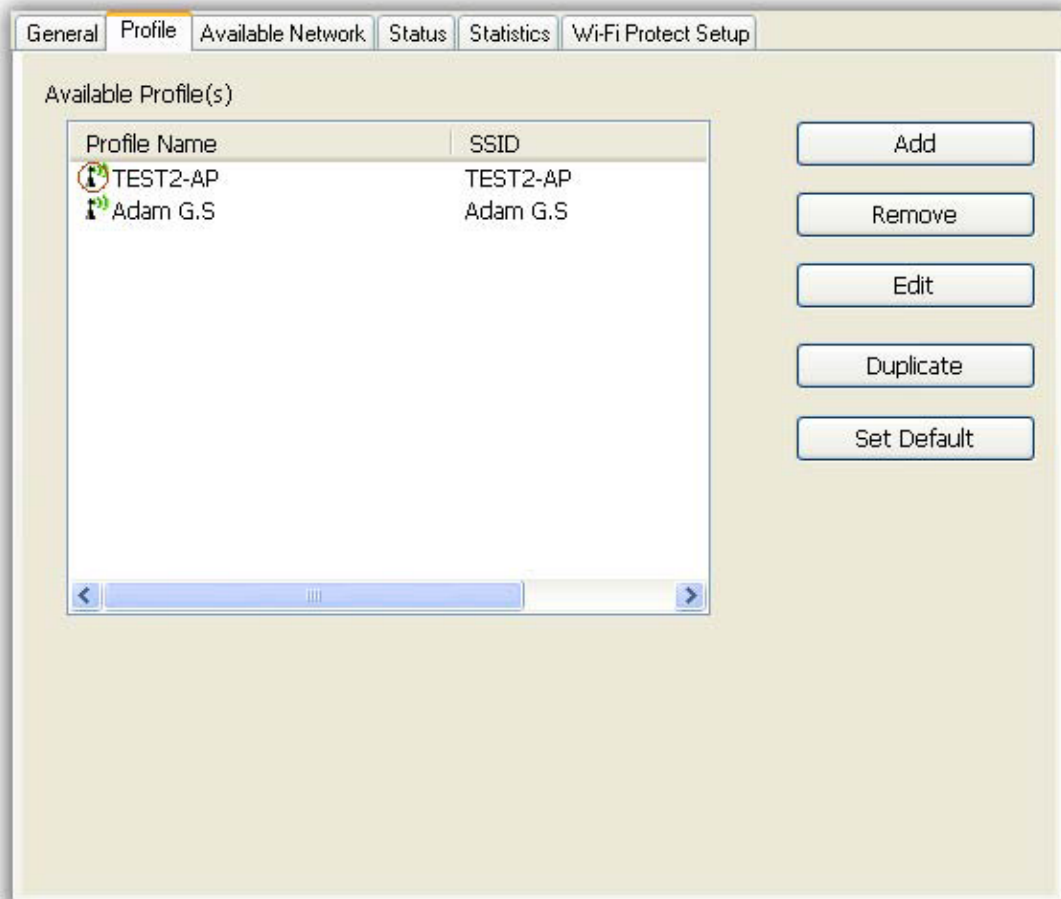 General Profile Available Network Status Statistics Wi-Fi Protect Setup
Available Profile(s)
Profile Name SSID
TEST2-AP TEST2-AP
Adam G.S Adam G.S
Add
Remove
Edit
Duplicate
Set Default